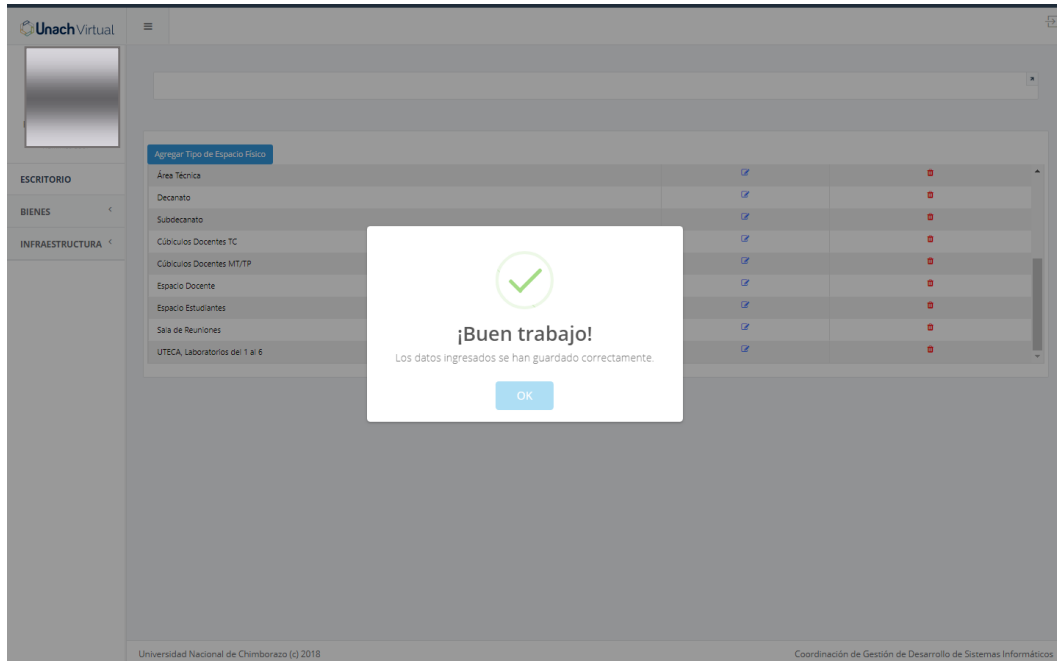 Unach Virtual
Agregar Tipo de Espacio Físico
ESCRITORIO
BIENES
INFRAESTRUCTURA
Área Técnica
Decanato
Subdecanato
Cúbiculos Docentes TC
Cúbiculos Docentes MT/TP
Espacio Docente
Espacio Estudiantes
Sala de Reuniones
UTECA, Laboratorios del 1 al 6
¡Buen trabajo!
Los datos ingresados se han guardado correctamente.
OK
Universidad Nacional de Chimborazo (c) 2018
Coordinación de Gestión de Desarrollo de Sistemas Informáticos